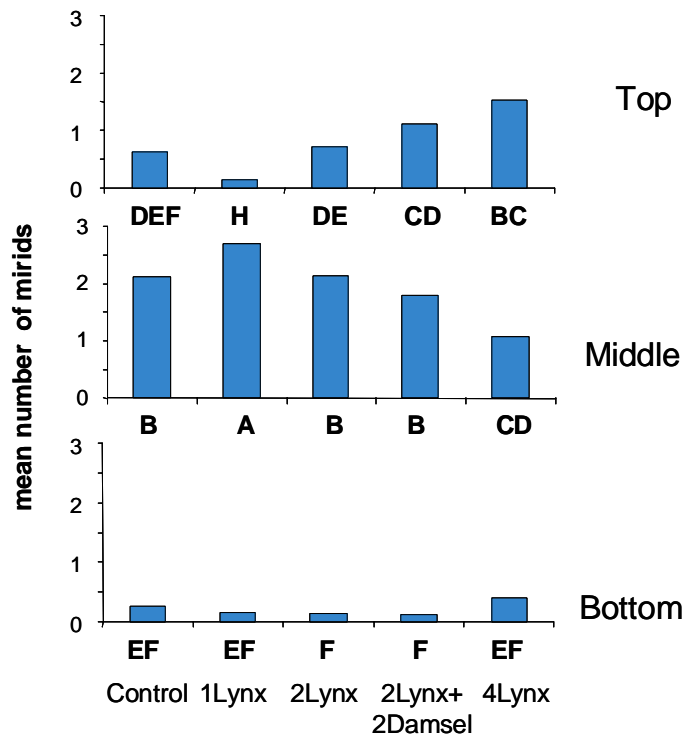 3
2
1
0
Top
DEF H DE CD BC
mean number of mirids
3
2
1
0
Middle
B A B B CD
3
2
1
0
Bottom
EF EF F F EF
Control 1Lynx 2Lynx 2Lynx+ 4Lynx
2Damsel